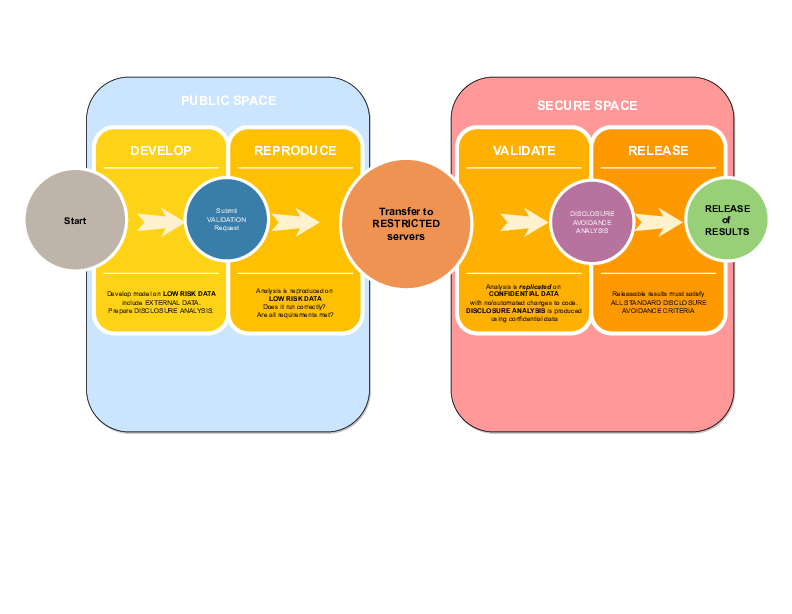 PUBLIC SPACE
SECURE SPACE
DEVELOP
REPRODUCE
VALIDATE
RELEASE
Start
Submit
VALIDATION
Request
Transfer to
RESTRICTED
servers
DISCLOSURE
AVOIDANCE
ANALYSIS
RELEASE
of
RESULTS
Develop model on LOW RISK DATA
include EXTERNAL DATA.
Prepare DISCLOSURE ANALYSIS.
Analysis is reproduced on
LOW RISK DATA
Does it run correctly?
Are all requirements met?
Analysis is replicated on
CONFIDENTIAL DATA
with no/automated changes to code.
DISCLOSURE ANALYSIS is produced
using confidential data
Releasable results must satisfy
ALL STANDARD DISCLOSURE
AVOIDANCE CRITERIA